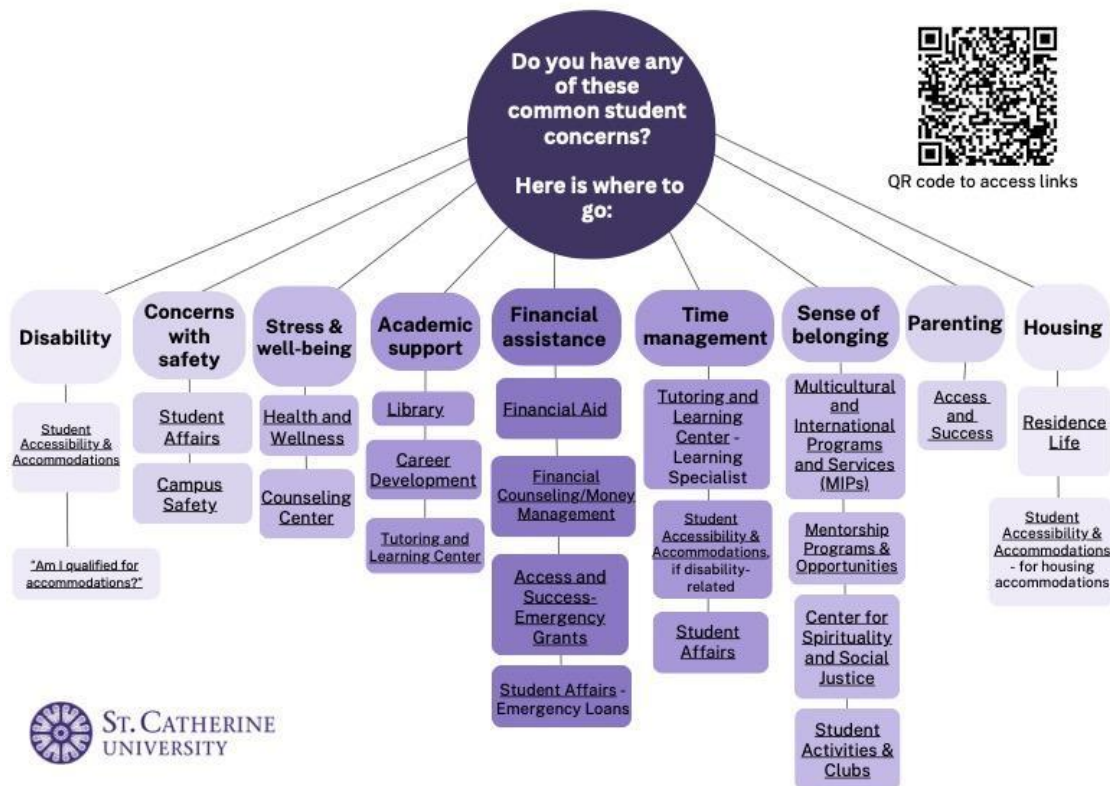 Do you have any
of these
common student
concerns?
Here is where to
go:
QR code to access links
Disability
Student
Accessibility &
Accommodations
"Am I qualified for
accommodations?"
Concerns
with
safety
Student
Affairs
Campus
Safety
Stress &
well-being
Health and
Wellness
Counseling
Center
Academic
support
Library
Career
Development
Tutoring and
Learning Center
Financial
assistance
Financial Aid
Financial
Counseling/Money
Management
Access and
Success-
Emergency
Grants
Student Affairs -
Emergency Loans
Time
management
Tutoring and
Learning
Center -
Learning
Specialist
Student
Accessibility &
Accommodations,
if disability-
related
Student
Affairs
Sense of
belonging
Multicultural
and
International
Programs
and Services
(MIPs)
Mentorship
Programs &
Opportunities
Center for
Spirituality
and Social
Justice
Student
Activities &
Clubs
Parenting
Access
and
Success
Housing
Residence
Life
Student
Accessibility &
Accommodations
- for housing
accommodations
ST. CATHERINE
UNIVERSITY